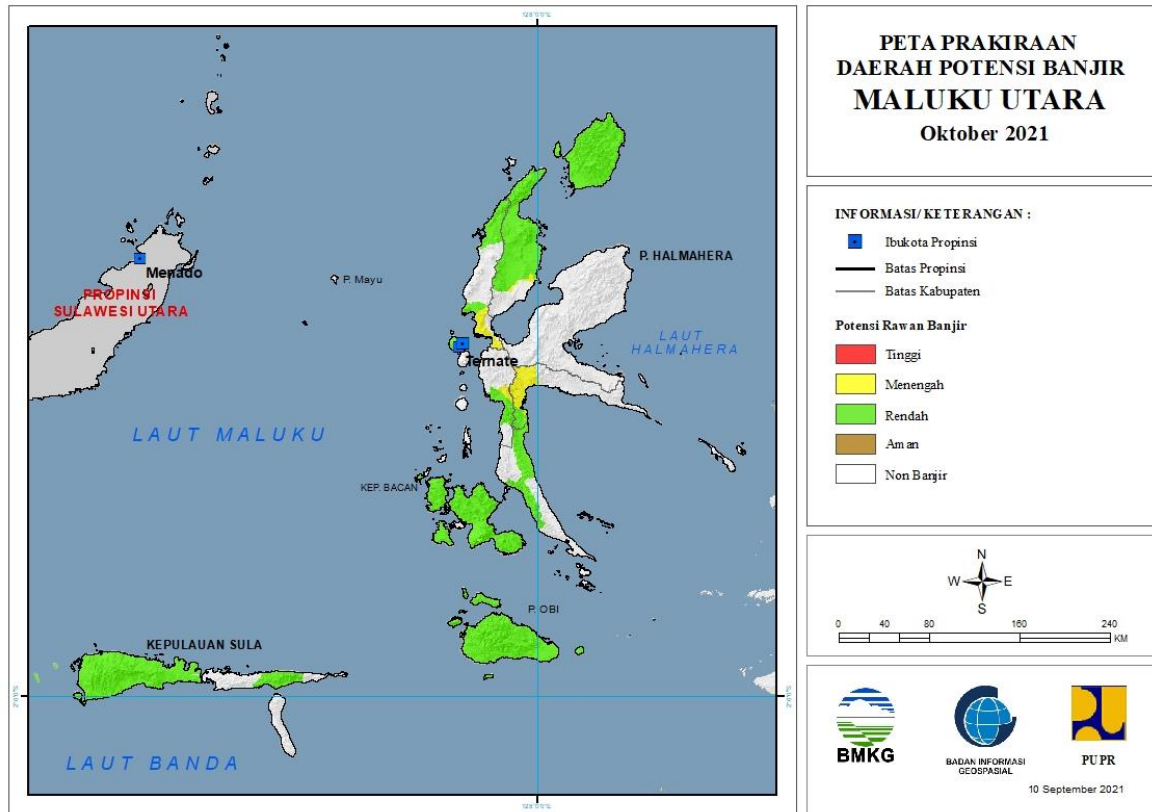 PETA PRAKIRAAN
DAERAH POTENSI BANJIR
MALUKU UTARA
Oktober 2021
INFORMASI/ KETERANGAN :
Ibukota Propinsi
Batas Propinsi
Batas Kabupaten
Potensi Rawan Banjir
Tinggi
Menengah
Rendah
Aman
Non Banjir
N
W E
S
0 40 80 160 240
KM
BMKG
BADAN INFORMASI
GEOSPASIAL
PUPR
10 September 2021
P. HALMAHERA
Menado
P. Mayu
PROPINSI
SULAWESI UTARA
LAUT
HALMAHERA
Ternate
LAUT MALUKU
KEP. BACAN
P. OBI
KEPULAUAN SULA
LAUT BANDA